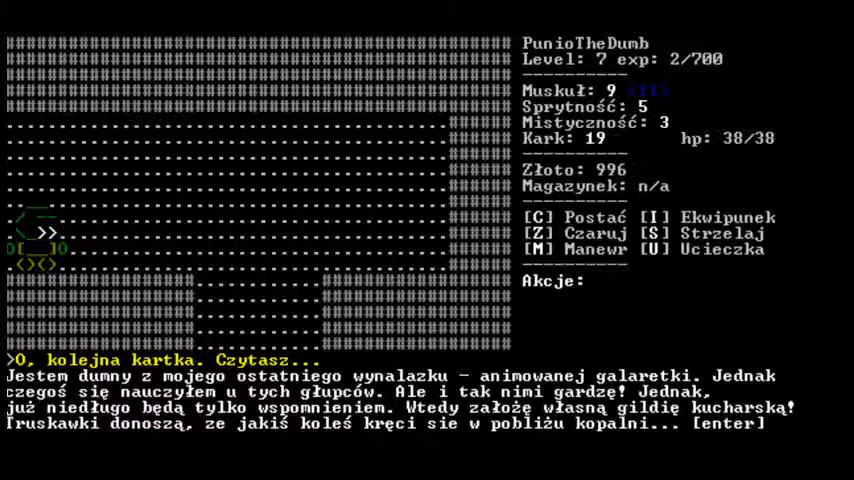 PunioTheDumb
Level: 7 exp: 2/700
Muskuł: 9 (11)
Sprytność: 5
Mistyczność: 3
Kark: 19 hp: 38/38
Złoto: 996
Magazynek: n/a
[C] Postać [I] Ekwipunek
[Z] Czaruj [S] Strzelaj
[M] Manewr [U] Ucieczka
Akcje:
>O, kolejna kartka. Czytasz...
Jestem dumny z mojego ostatniego wynalazku - animowanej galaretki. Jednak
czegoś się nauczyłem u tych głupców. Ale i tak nimi gardzę! Jednak,
już niedługo będą tylko wspomnieniem. Wtedy założę własną gildię kucharską!
Truskawki donoszą, ze jakiś koleś kręci sie w pobliżu kopalni... [enter]